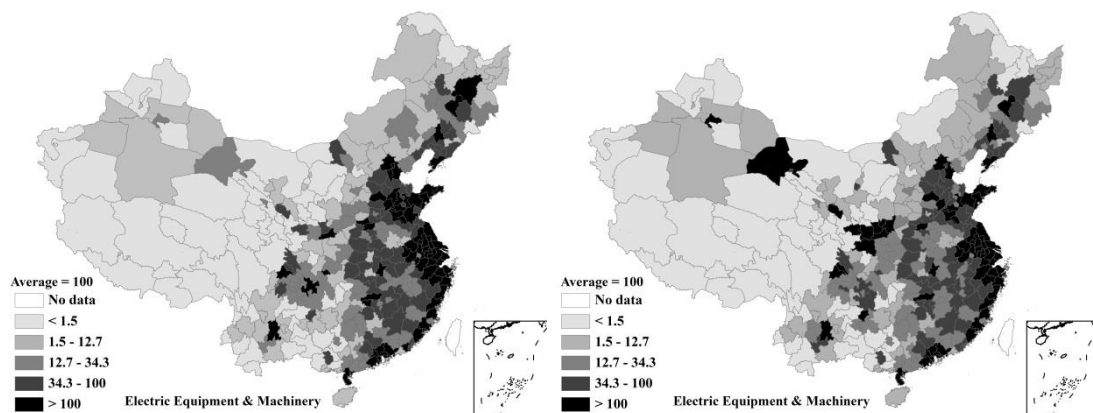 Average = 100
No data
< 1.5
1.5 - 12.7
12.7 - 34.3
34.3 - 100
> 100
Electric Equipment & Machinery
Average = 100
No data
< 1.5
1.5 - 12.7
12.7 - 34.3
34.3 - 100
> 100
Electric Equipment & Machinery